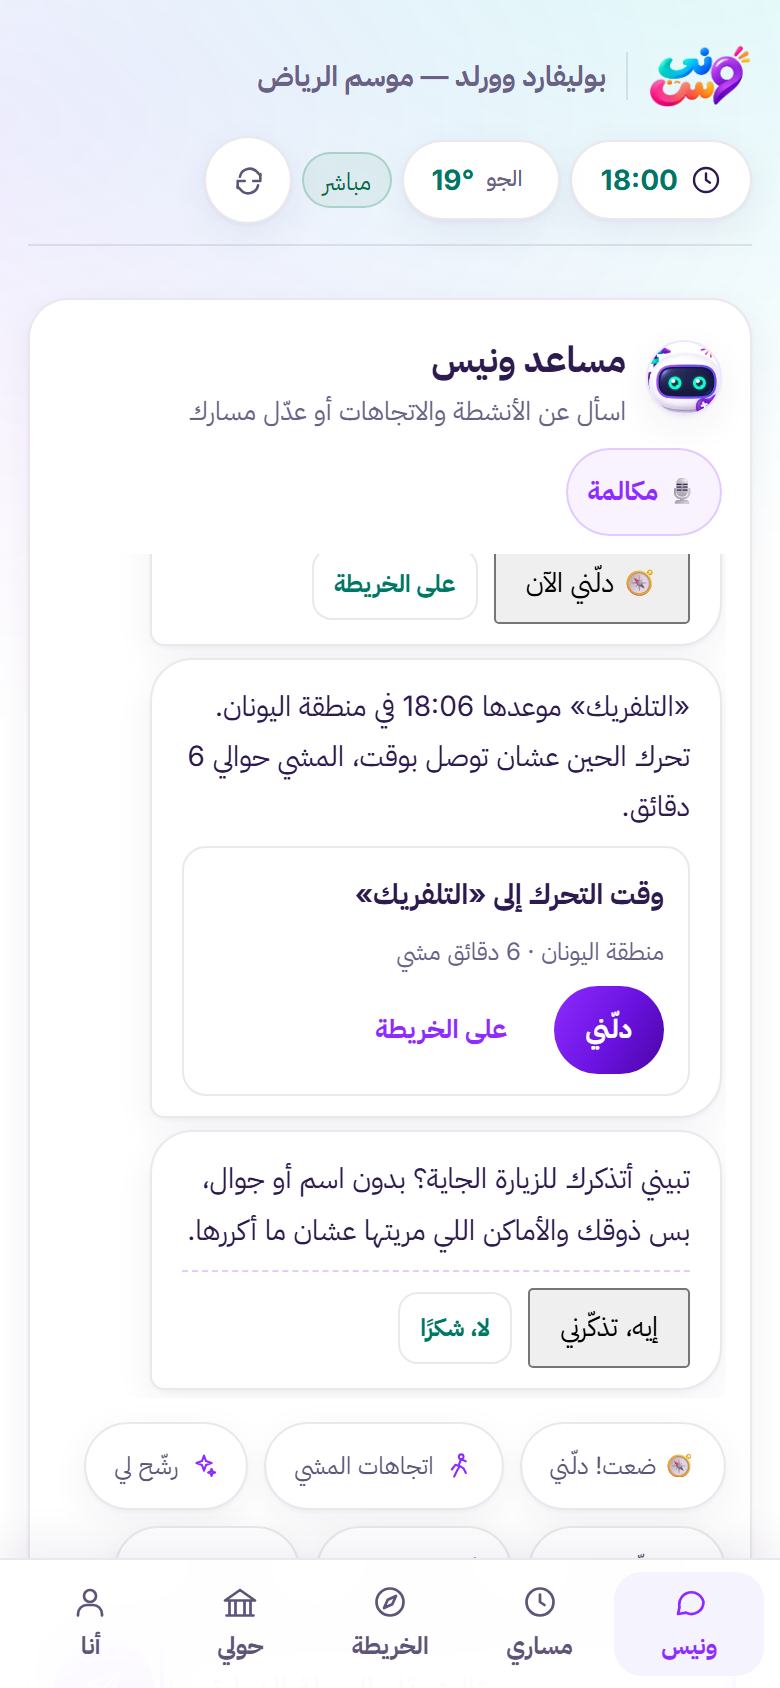 ونيس
بوليفارد وورلد — موسم الرياض
18:00
الجو 19°
مباشر
مساعد ونيس
اسأل عن الأنشطة والاتجاهات أو عدّل مسارك
مكالمة
دلّني الآن
على الخريطة
«التلفريك» موعدها 18:06 في منطقة اليونان.
تحرك الحين عشان توصل بوقت، المشي حوالي 6
دقائق.
وقت التحرك إلى «التلفريك»
منطقة اليونان · 6 دقائق مشي
دلّني
على الخريطة
تبيني أتذكرك للزيارة الجاية؟ بدون اسم أو جوال،
بس ذوقك والأماكن اللي مريتها عشان ما أكررها.
إيه، تذكّرني
لا، شكرًا
ضعت! دلّني
اتجاهات المشي
رشّح لي
ونيس
مساري
الخريطة
حولي
أنا